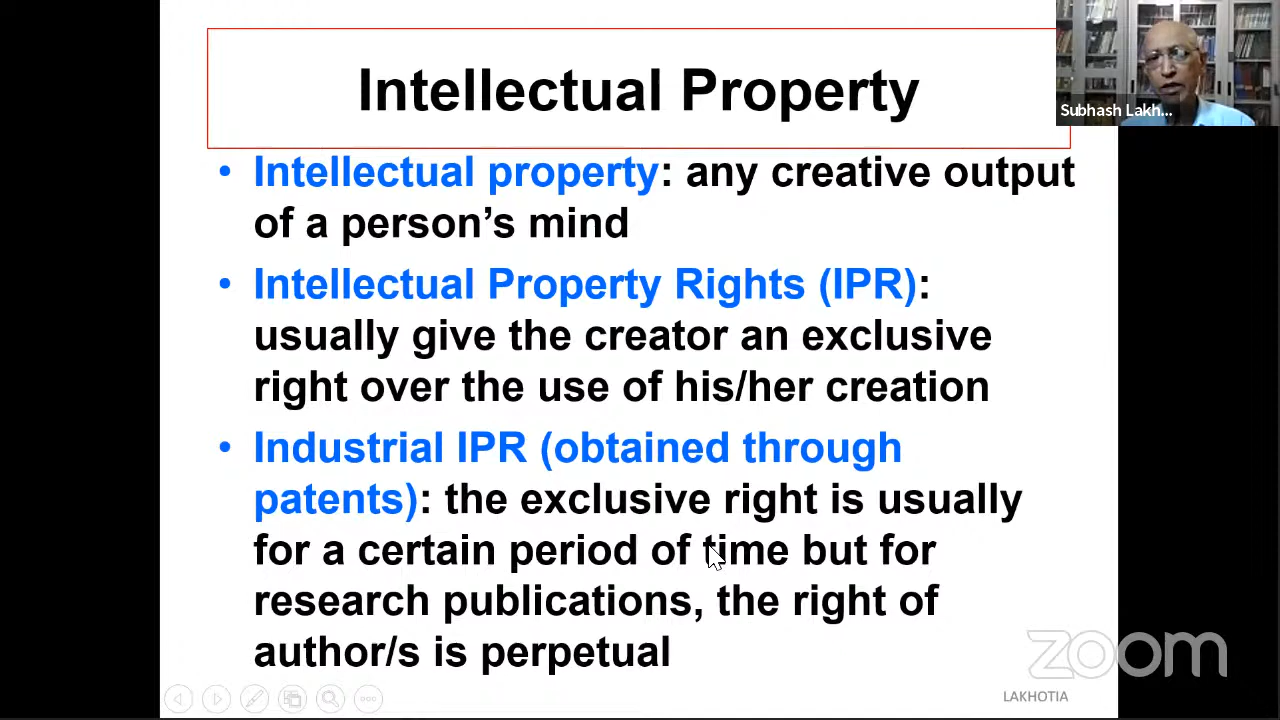 Intellectual Property
Subhash Lakh...
• Intellectual property: any creative output
of a person’s mind
• Intellectual Property Rights (IPR):
usually give the creator an exclusive
right over the use of his/her creation
• Industrial IPR (obtained through
patents): the exclusive right is usually
for a certain period of time but for
research publications, the right of
author/s is perpetual
zoom
LAKHOTIA